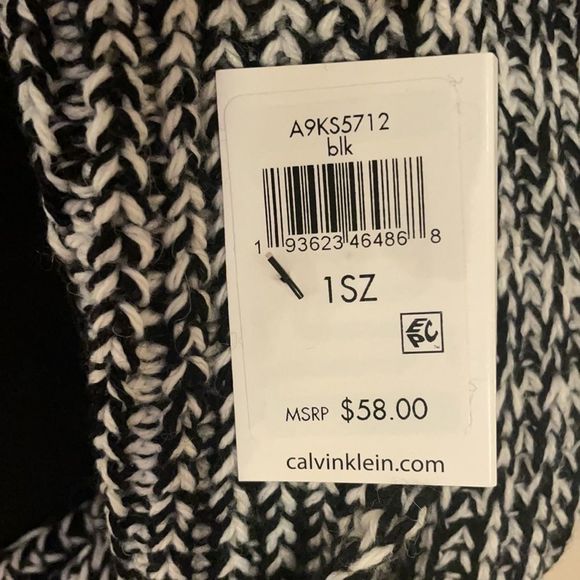 A9KS5712
blk
1 93623 46486 8
1SZ
EPC
MSRP $58.00
calvinklein.com